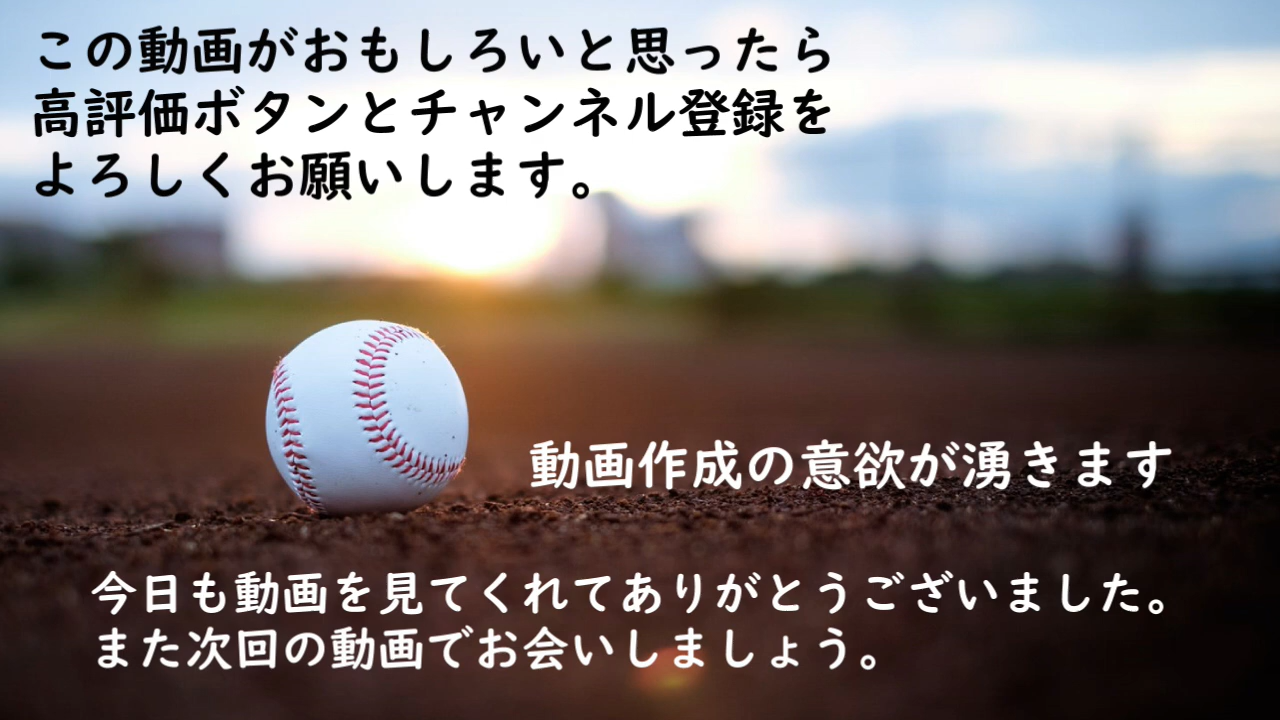 この動画がおもしろいと思ったら
高評価ボタンとチャンネル登録を
よろしくお願いします。
動画作成の意欲が湧きます
今日も動画を見てくれてありがとうございました。
また次回の動画でお会いしましょう。